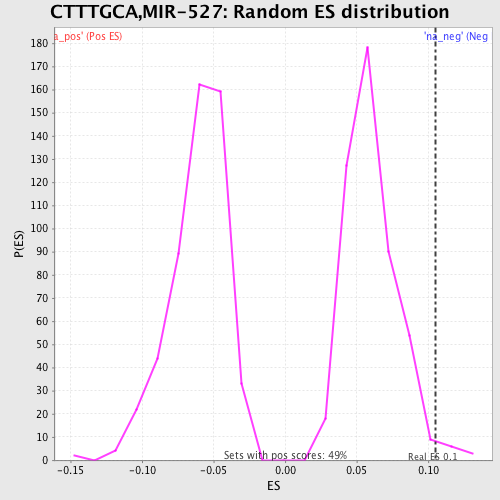 CTTTGCA,MIR-527: Random ES distribution
a_pos' (Pos ES)
'na_neg' (Neg
P(ES)
180
170
160
150
140
130
120
110
100
90
80
70
60
50
40
30
20
10
0
Sets with pos scores: 49%
Real ES 0.1
-0.15 -0.10 -0.05 0.00 0.05 0.10
ES